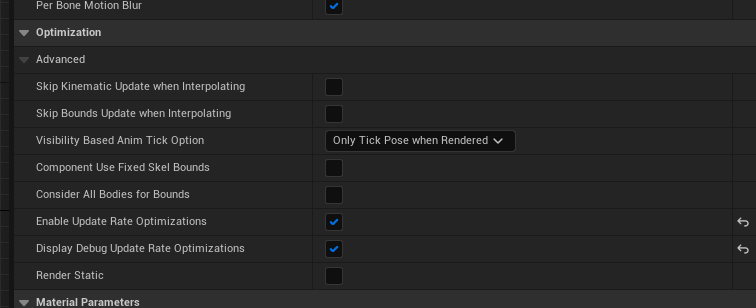 Per Bone Motion Blur
Optimization
Advanced
Skip Kinematic Update when Interpolating
Skip Bounds Update when Interpolating
Visibility Based Anim Tick Option Only Tick Pose when Rendered
Component Use Fixed Skel Bounds
Consider All Bodies for Bounds
Enable Update Rate Optimizations
Display Debug Update Rate Optimizations
Render Static
Material Parameters